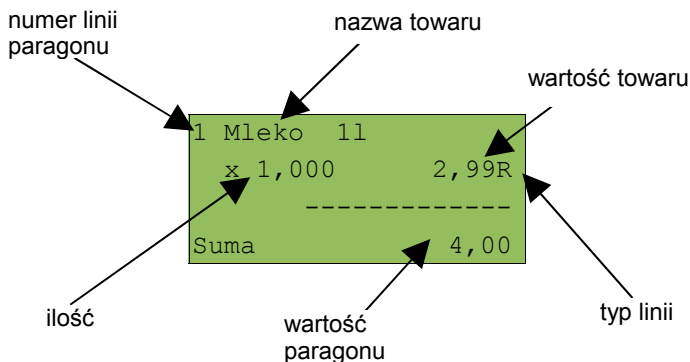 numer linii
paragonu
nazwa towaru
wartość towaru
1 Mleko 1l
x 1,000 2,99R
-------------
Suma 4,00
ilość
wartość
paragonu
typ linii